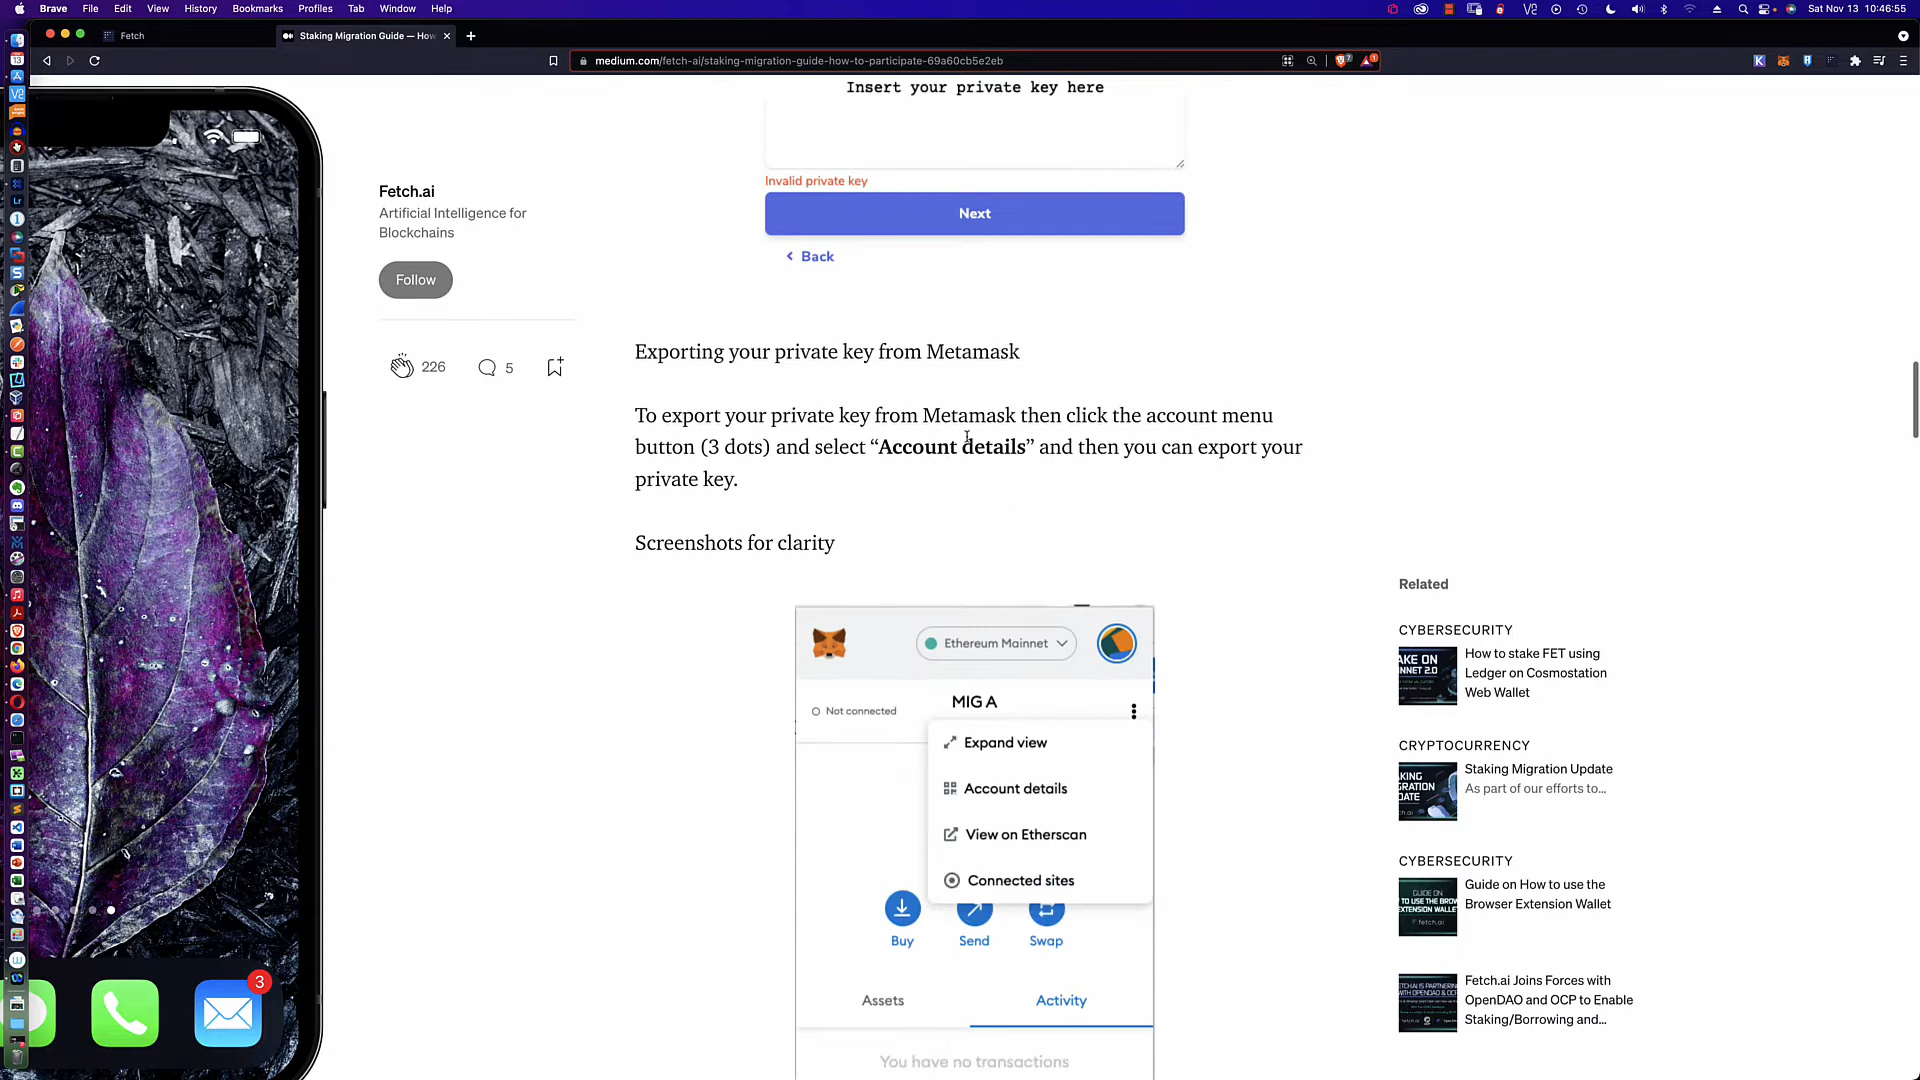 Brave File Edit View History Bookmarks Profiles Tab Window Help
Sat Nov 13 10:46:55
Fetch
Staking Migration Guide — How
medium.com/fetch-ai/staking-migration-guide-how-to-participate-69a60cb5e2eb
Insert your private key here
Invalid private key
Next
Back
Fetch.ai
Artificial Intelligence for
Blockchains
Follow
226
5
Exporting your private key from Metamask
To export your private key from Metamask then click the account menu
button (3 dots) and select “Account details” and then you can export your
private key.
Screenshots for clarity
Ethereum Mainnet
Not connected
MIG A
Expand view
Account details
View on Etherscan
Connected sites
Buy
Send
Swap
Assets
Activity
You have no transactions
Related
CYBERSECURITY
How to stake FET using
Ledger on Cosmostation
Web Wallet
CRYPTOCURRENCY
Staking Migration Update
As part of our efforts to...
CYBERSECURITY
Guide on How to use the
Browser Extension Wallet
Fetch.ai Joins Forces with
OpenDAO and OCP to Enable
Staking/Borrowing and...
3